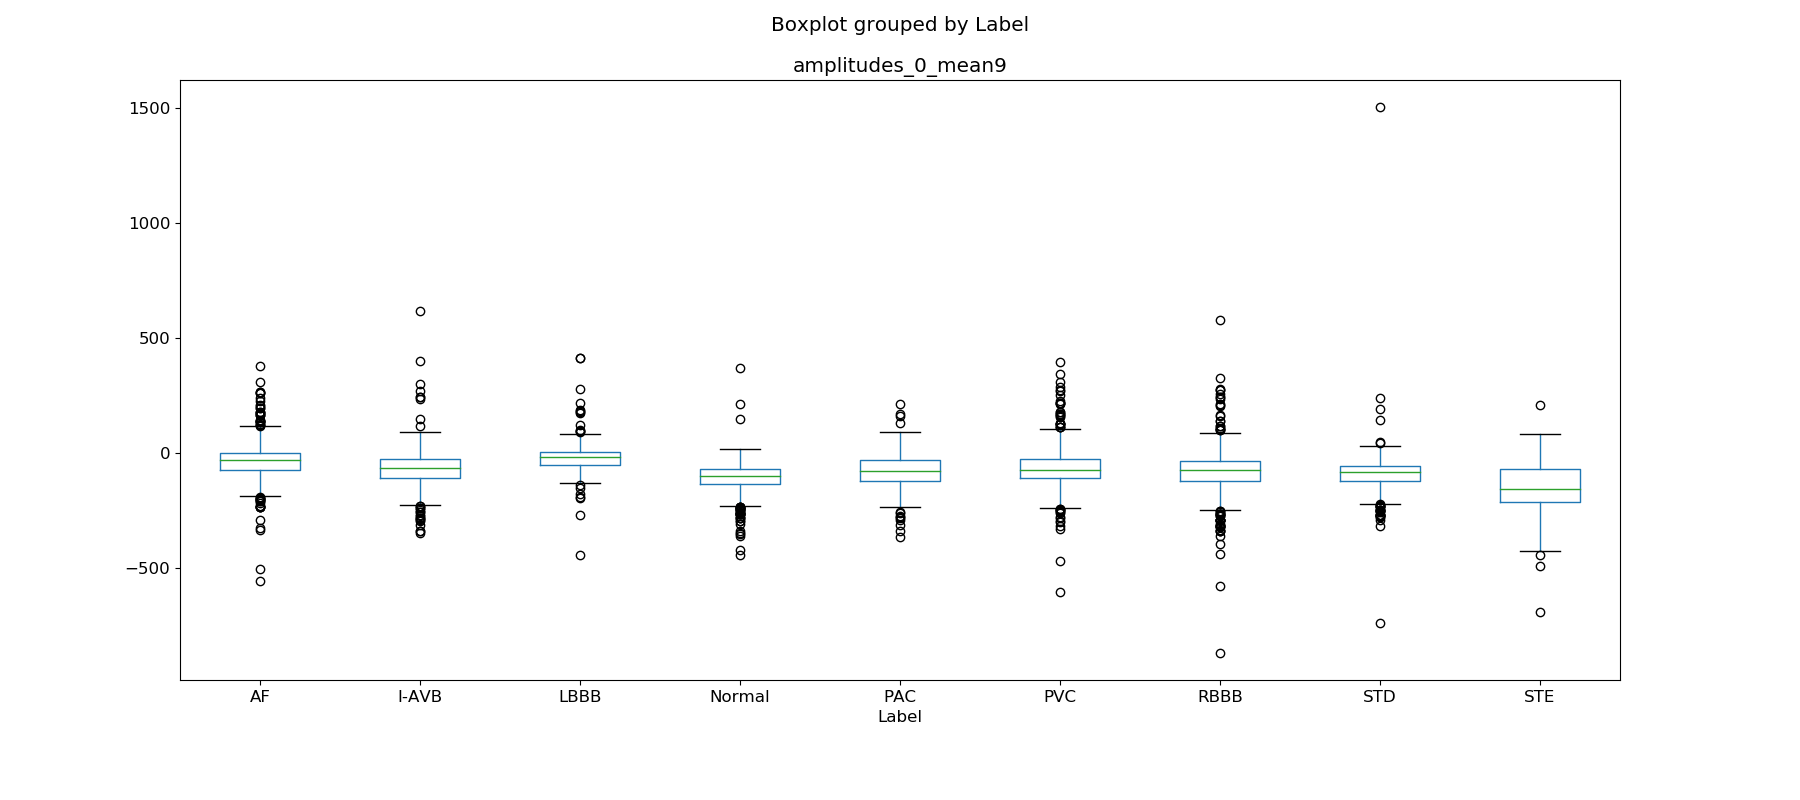 Boxplot grouped by Label
amplitudes_0_mean9
1500
1000
500
0
−500
AF I-AVB LBBB Normal PAC PVC RBBB STD STE
Label